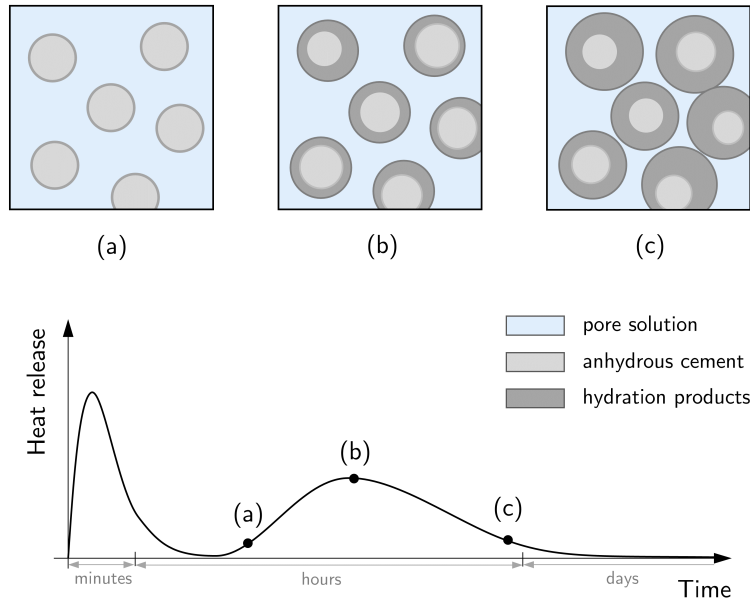 (a)
(b)
(c)
pore solution
anhydrous cement
hydration products
Heat release
(a)
(b)
(c)
minutes
hours
days
Time